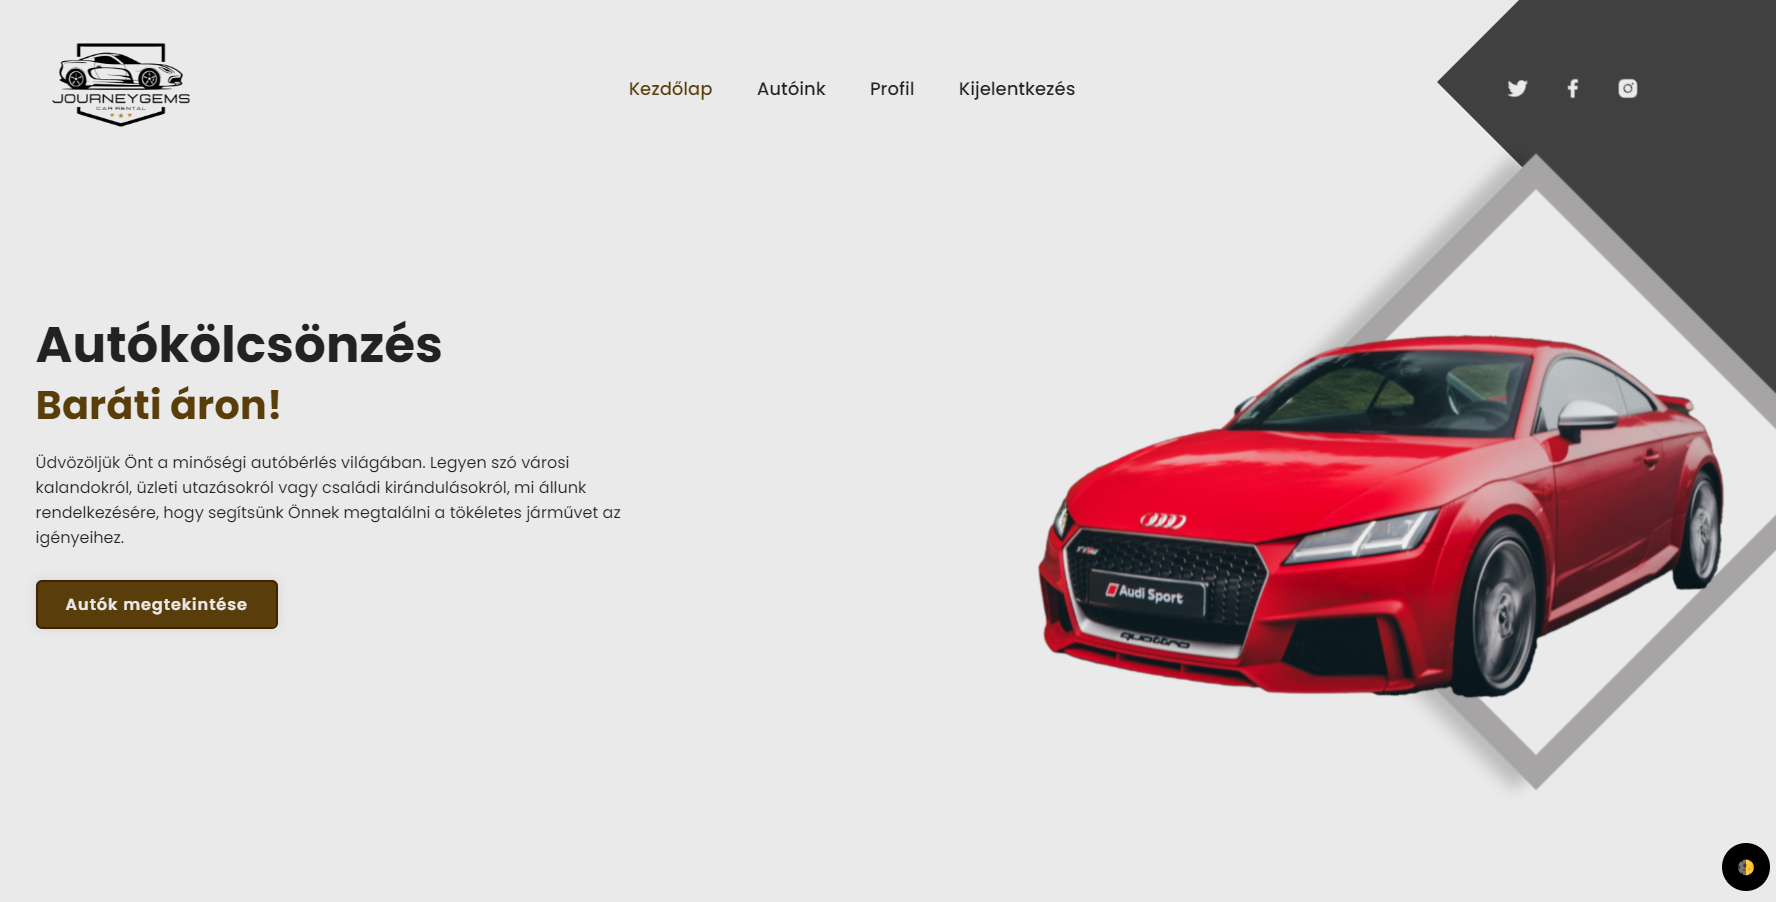 JOURNEYGEMS
CAR RENTAL
Kezdőlap
Autóink
Profil
Kijelentkezés
Autókölcsönzés
Baráti áron!
Üdvözöljük Önt a minőségi autóbérlés világában. Legyen szó városi
kalandokról, üzleti utazásokról vagy családi kirándulásokról, mi állunk
rendelkezésére, hogy segítsünk Önnek megtalálni a tökéletes járművet az
igényeihez.
Autók megtekintése
Audi Sport
quattro